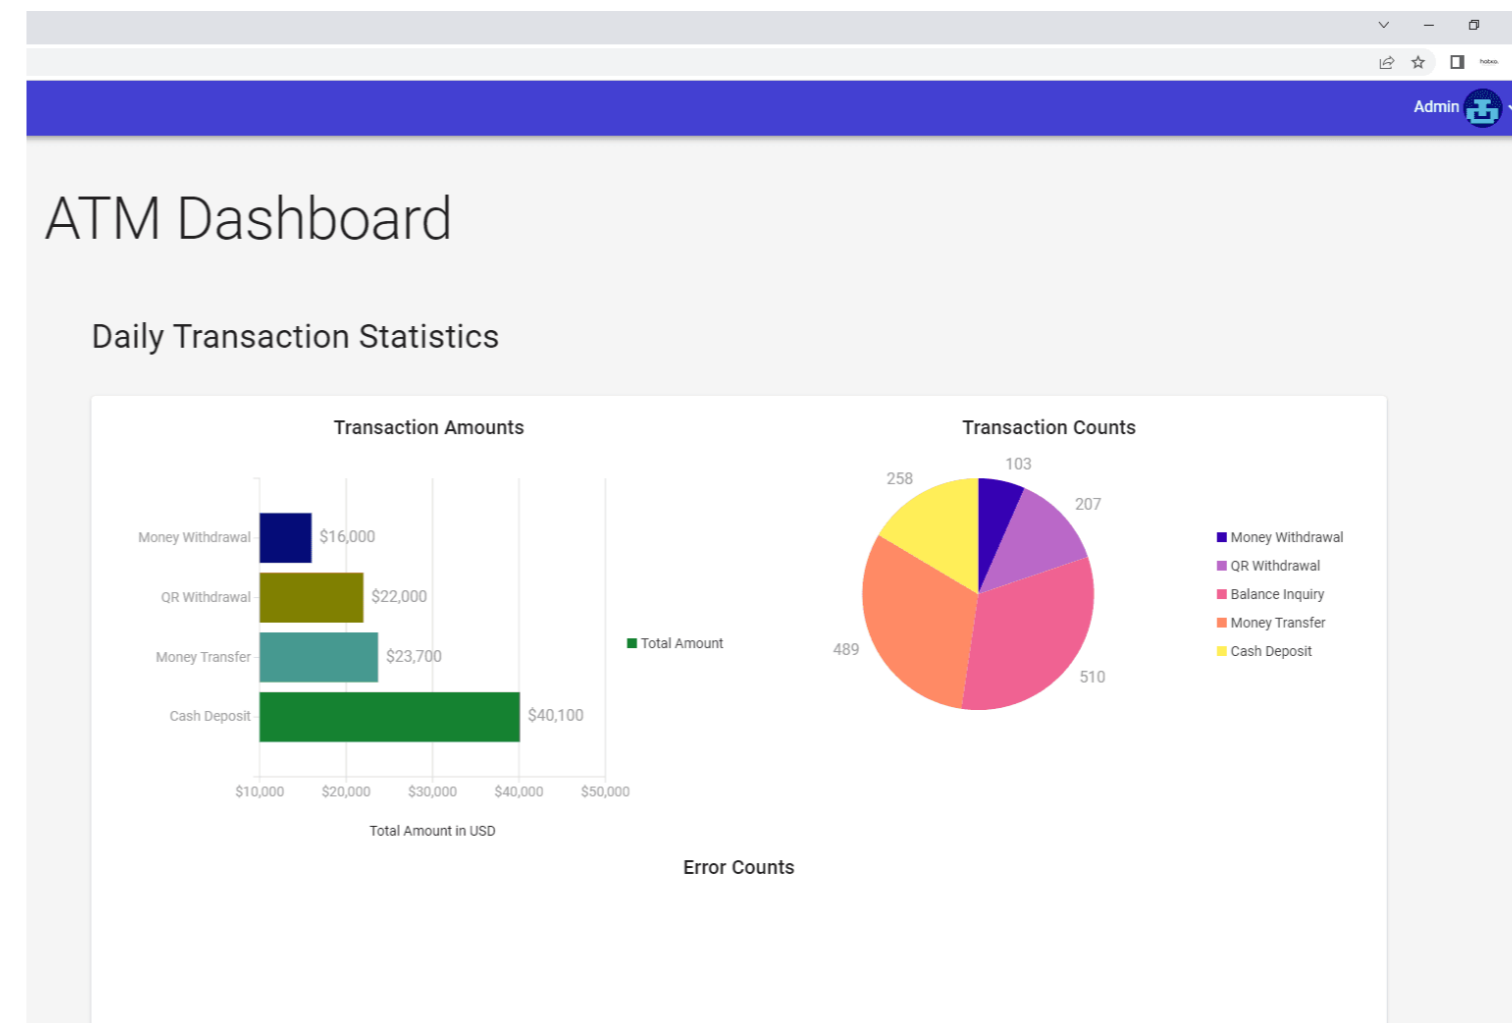 Admin
ATM Dashboard
Daily Transaction Statistics
Transaction Amounts
Money Withdrawal
$16,000
QR Withdrawal
$22,000
Money Transfer
$23,700
Cash Deposit
$40,100
Total Amount
$10,000 $20,000 $30,000 $40,000 $50,000
Total Amount in USD
Transaction Counts
258
103
207
489
510
Money Withdrawal
QR Withdrawal
Balance Inquiry
Money Transfer
Cash Deposit
Error Counts